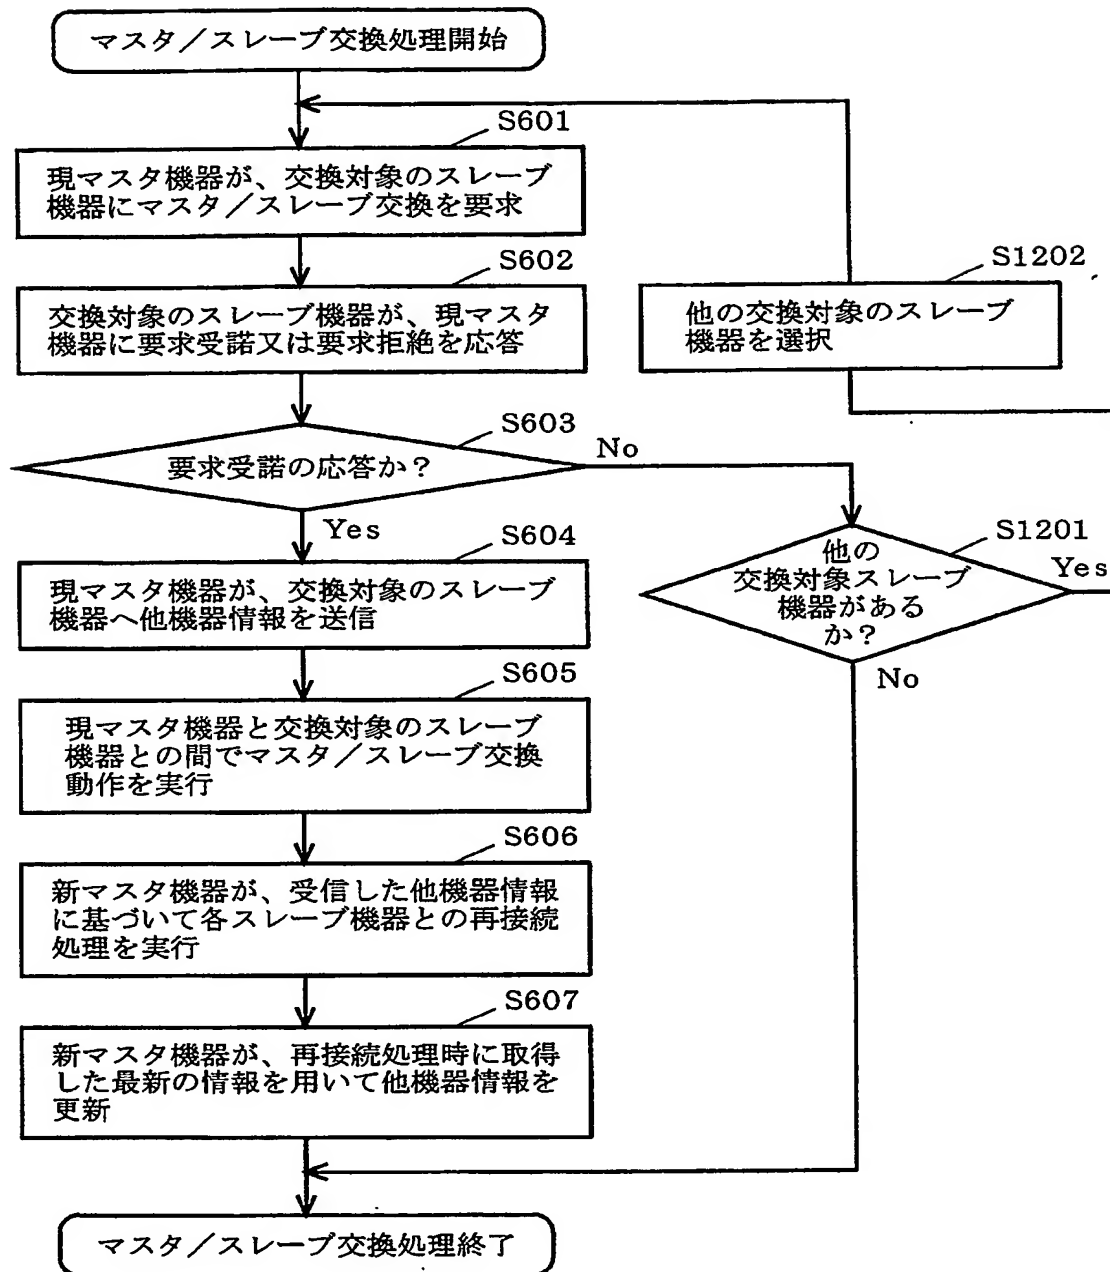 マスタ／スレーブ交換処理開始
S601
現マスタ機器が、交換対象のスレーブ
機器にマスタ／スレーブ交換を要求
S602
交換対象のスレーブ機器が、現マスタ
機器に要求受諾又は要求拒絶を応答
S1202
他の交換対象のスレーブ
機器を選択
S603
要求受諾の応答か？
No
Yes
S604
現マスタ機器が、交換対象のスレーブ
機器へ他機器情報を送信
S1201
他の
交換対象スレーブ
機器がある
か？
Yes
No
S605
現マスタ機器と交換対象のスレーブ
機器との間でマスタ／スレーブ交換
動作を実行
S606
新マスタ機器が、受信した他機器情報
に基づいて各スレーブ機器との再接続
処理を実行
S607
新マスタ機器が、再接続処理時に取得
した最新の情報を用いて他機器情報を
更新
マスタ／スレーブ交換処理終了